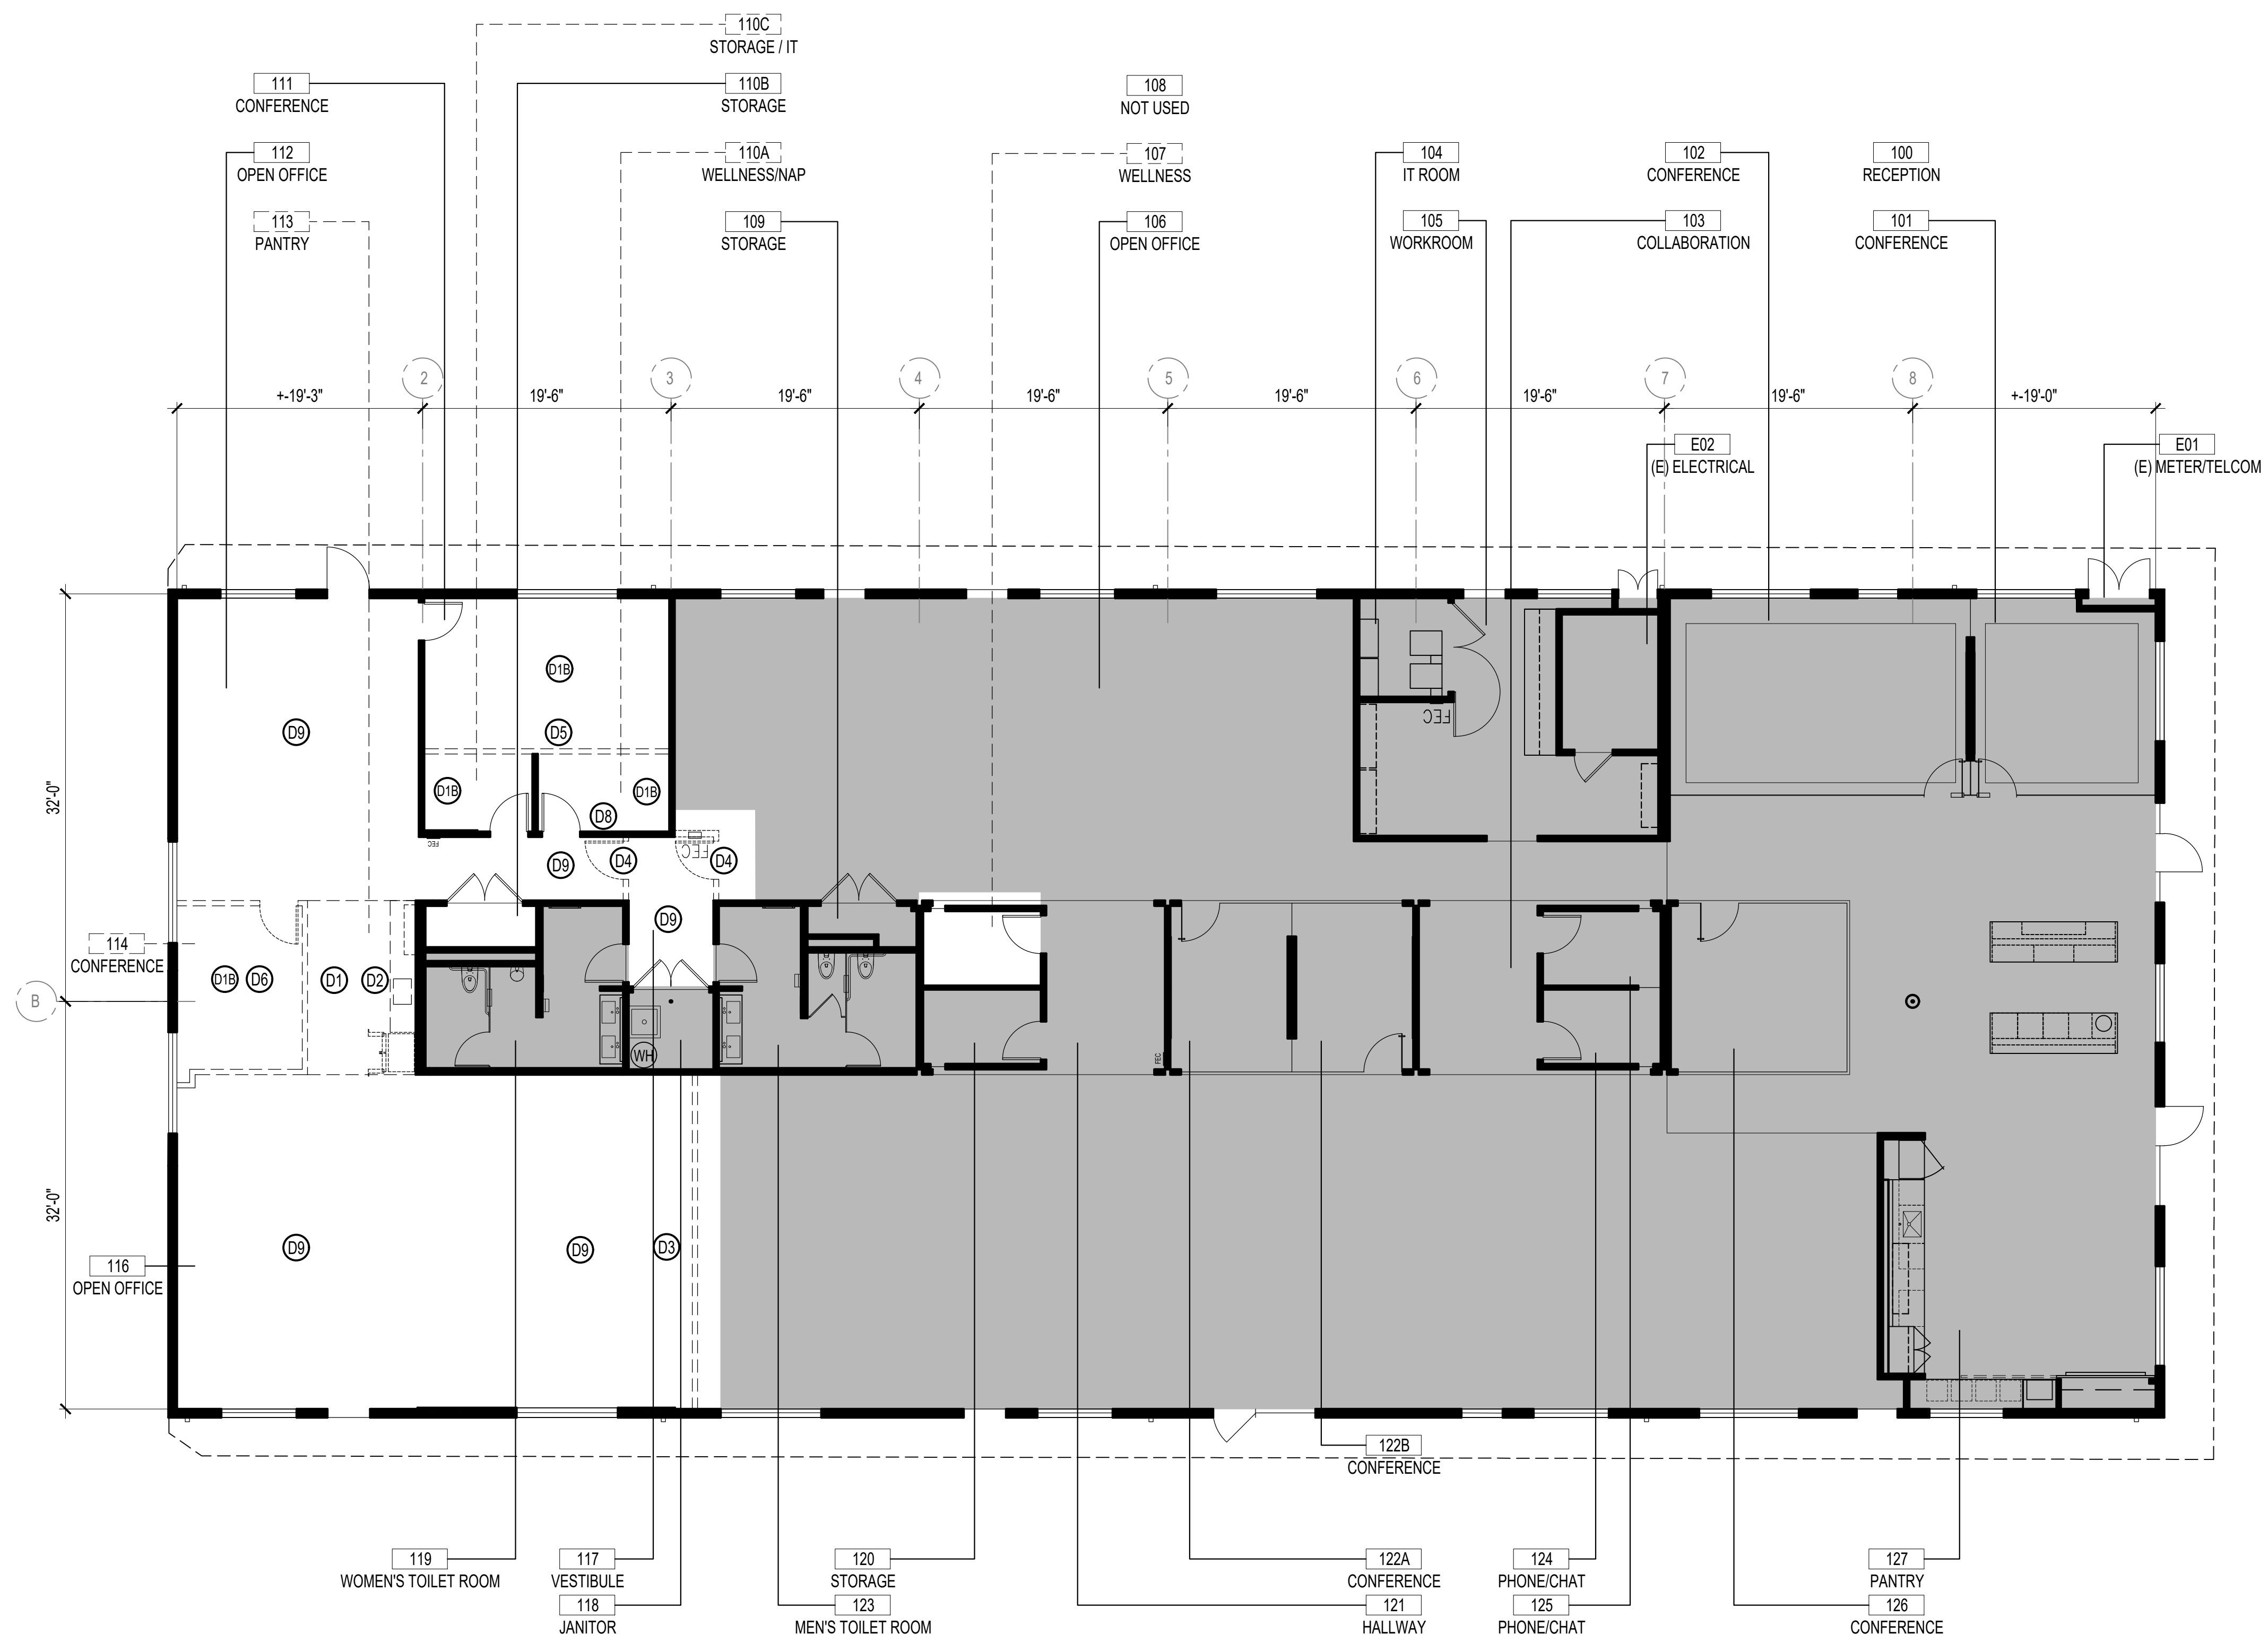 110C
STORAGE / IT
111
CONFERENCE
110B
STORAGE
108
NOT USED
112
OPEN OFFICE
110A
WELLNESS/NAP
107
WELLNESS
104
IT ROOM
102
CONFERENCE
100
RECEPTION
113
PANTRY
109
STORAGE
106
OPEN OFFICE
105
WORKROOM
103
COLLABORATION
101
CONFERENCE
2
3
4
5
6
7
8
+-19'-3"
19'-6"
19'-6"
19'-6"
19'-6"
19'-6"
19'-6"
+-19'-0"
E02
(E) ELECTRICAL
E01
(E) METER/TELCOM
D1B
D9
D5
FEC
D1B
D1B
D8
32'-0"
FEC
FEC
D9
D4
D4
D9
114
CONFERENCE
D1B
D6
D1
D2
B
WH
FEC
32'-0"
D9
D9
D3
116
OPEN OFFICE
122B
CONFERENCE
119
WOMEN'S TOILET ROOM
117
VESTIBULE
120
STORAGE
122A
CONFERENCE
124
PHONE/CHAT
127
PANTRY
118
JANITOR
123
MEN'S TOILET ROOM
121
HALLWAY
125
PHONE/CHAT
126
CONFERENCE